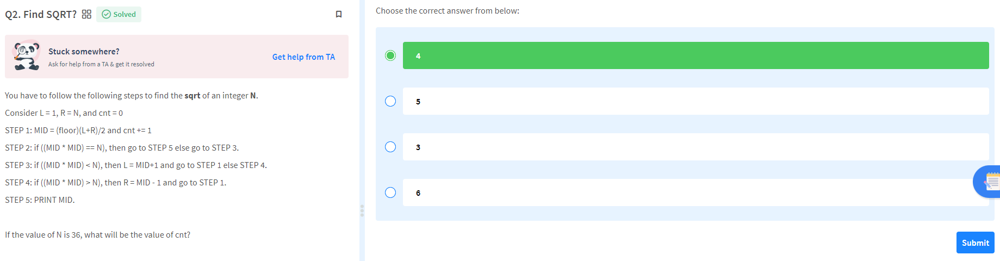 Q2. Find SQRT? Solved
Stuck somewhere?
Ask for help from a TA & get it resolved
Get help from TA
You have to follow the following steps to find the sqrt of an integer N.
Consider L = 1, R = N, and cnt = 0
STEP 1: MID = (floor)(L+R)/2 and cnt += 1
STEP 2: if ((MID * MID) == N), then go to STEP 5 else go to STEP 3.
STEP 3: if ((MID * MID) < N), then L = MID+1 and go to STEP 1 else STEP 4.
STEP 4: if ((MID * MID) > N), then R = MID - 1 and go to STEP 1.
STEP 5: PRINT MID.
If the value of N is 36, what will be the value of cnt?
Choose the correct answer from below:
4
5
3
6
Submit